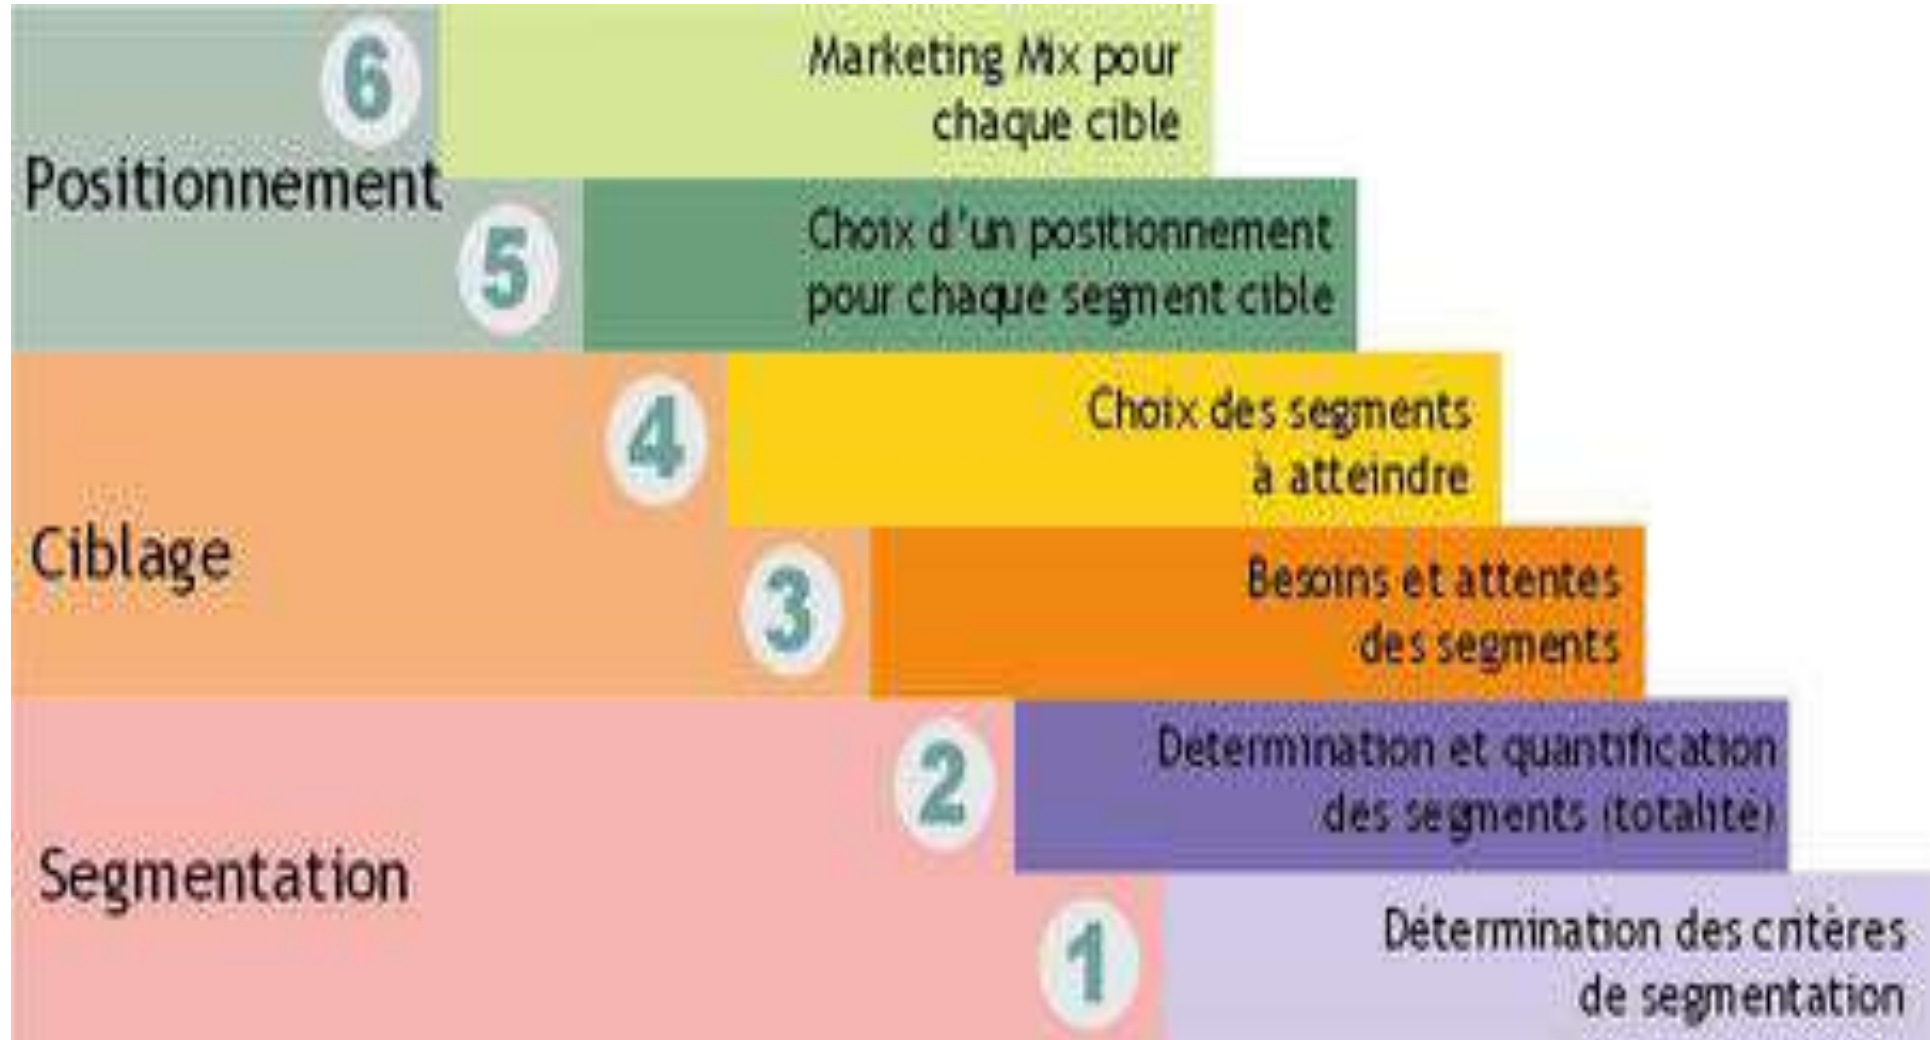 6
Marketing Mix pour
chaque cible
Positionnement
5
Choix d'un positionnement
pour chaque segment cible
4
Choix des segments
à atteindre
Ciblage
3
Besoins et attentes
des segments
2
Détermination et quantification
des segments (totalité)
Segmentation
1
Détermination des critères
de segmentation